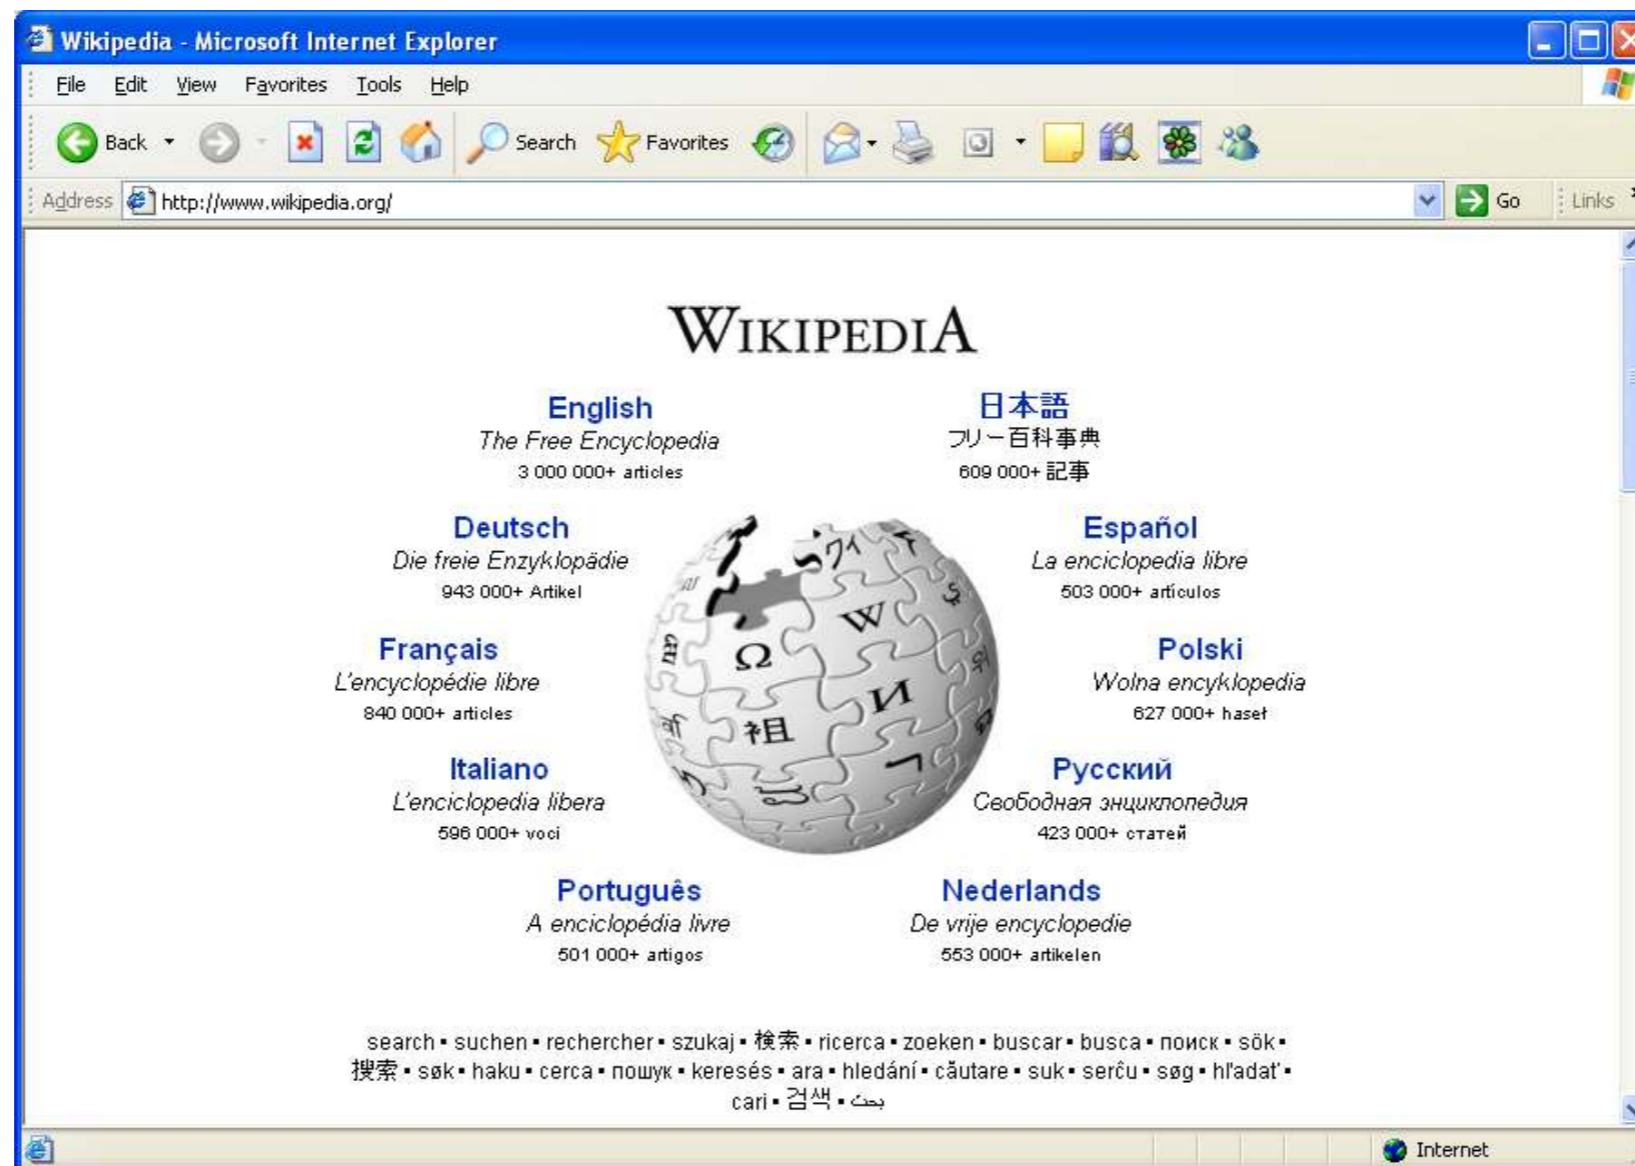 Wikipedia - Microsoft Internet Explorer
File Edit View Favorites Tools Help
Back Search Favorites
Address http://www.wikipedia.org/ Go Links
WIKIPEDIA
English 日本語
The Free Encyclopedia フリー百科事典
3 000 000+ articles 609 000+ 記事
Deutsch Español
Die freie Enzyklopädie La enciclopedia libre
943 000+ Artikel 503 000+ artículos
Français Polski
L'encyclopédie libre Wolna encyklopedia
840 000+ articles 627 000+ haseł
Italiano Русский
L'enciclopedia libera Свободная энциклопедия
596 000+ voci 423 000+ статей
Português Nederlands
A enciclopédia livre De vrije encyclopedie
501 000+ artigos 553 000+ artikelen
Ω W И 祖
search ▪ suchen ▪ rechercher ▪ szukaj ▪ 検索 ▪ ricerca ▪ zoeken ▪ buscar ▪ busca ▪ поиск ▪ sök ▪
搜索 ▪ søk ▪ haku ▪ cerca ▪ пошук ▪ keresés ▪ ara ▪ hledání ▪ căutare ▪ suk ▪ serĉu ▪ søg ▪ hľadať ▪
cari ▪ 검색 ▪ بحث
Internet